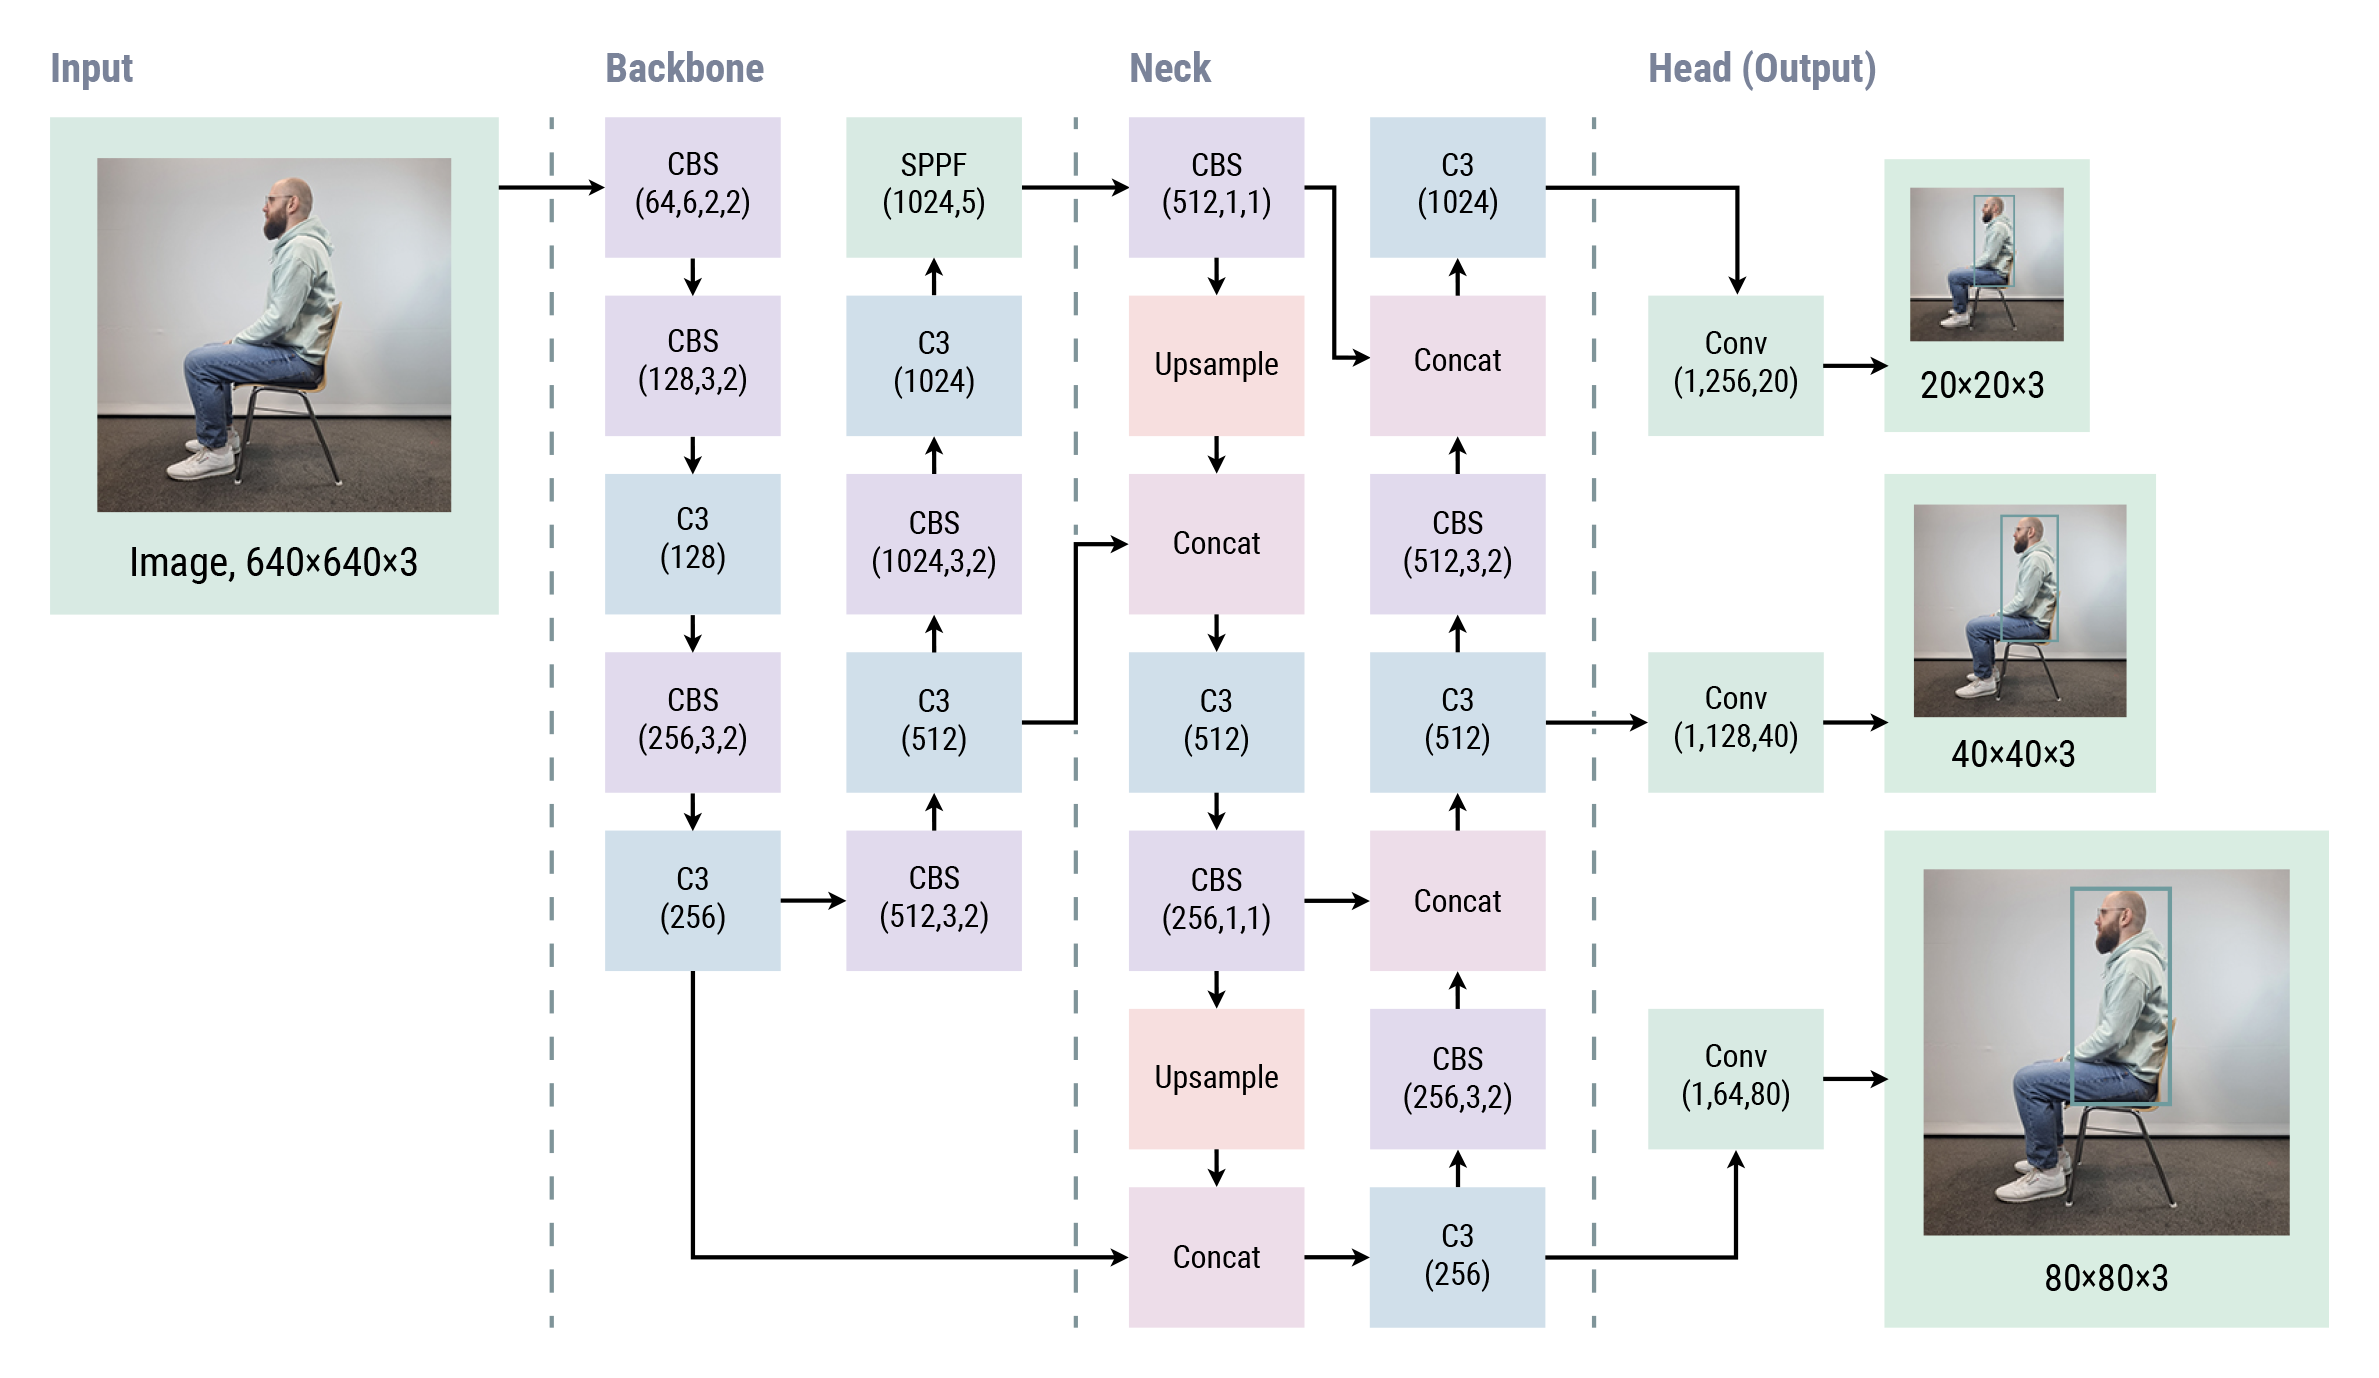 Input
Image, 640×640×3
Backbone
CBS
(64,6,2,2)
CBS
(128,3,2)
C3
(128)
CBS
(256,3,2)
C3
(256)
SPPF
(1024,5)
C3
(1024)
CBS
(1024,3,2)
C3
(512)
CBS
(512,3,2)
Neck
CBS
(512,1,1)
Upsample
Concat
C3
(512)
CBS
(256,1,1)
Upsample
Concat
C3
(1024)
Concat
CBS
(512,3,2)
C3
(512)
Concat
CBS
(256,3,2)
C3
(256)
Head (Output)
Conv
(1,256,20)
20×20×3
Conv
(1,128,40)
40×40×3
Conv
(1,64,80)
80×80×3